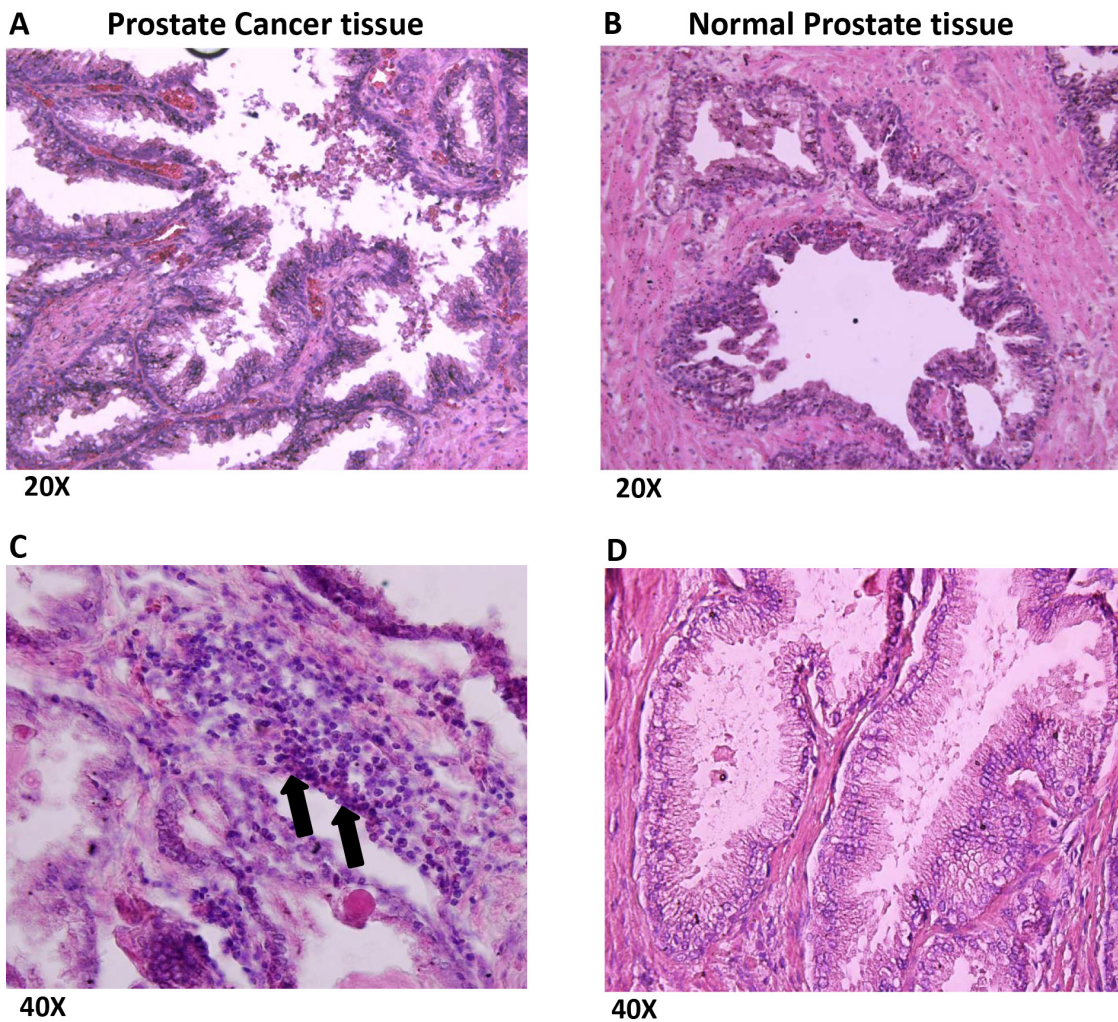 A Prostate Cancer tissue
B Normal Prostate tissue
20X
20X
C
D
40X
40X